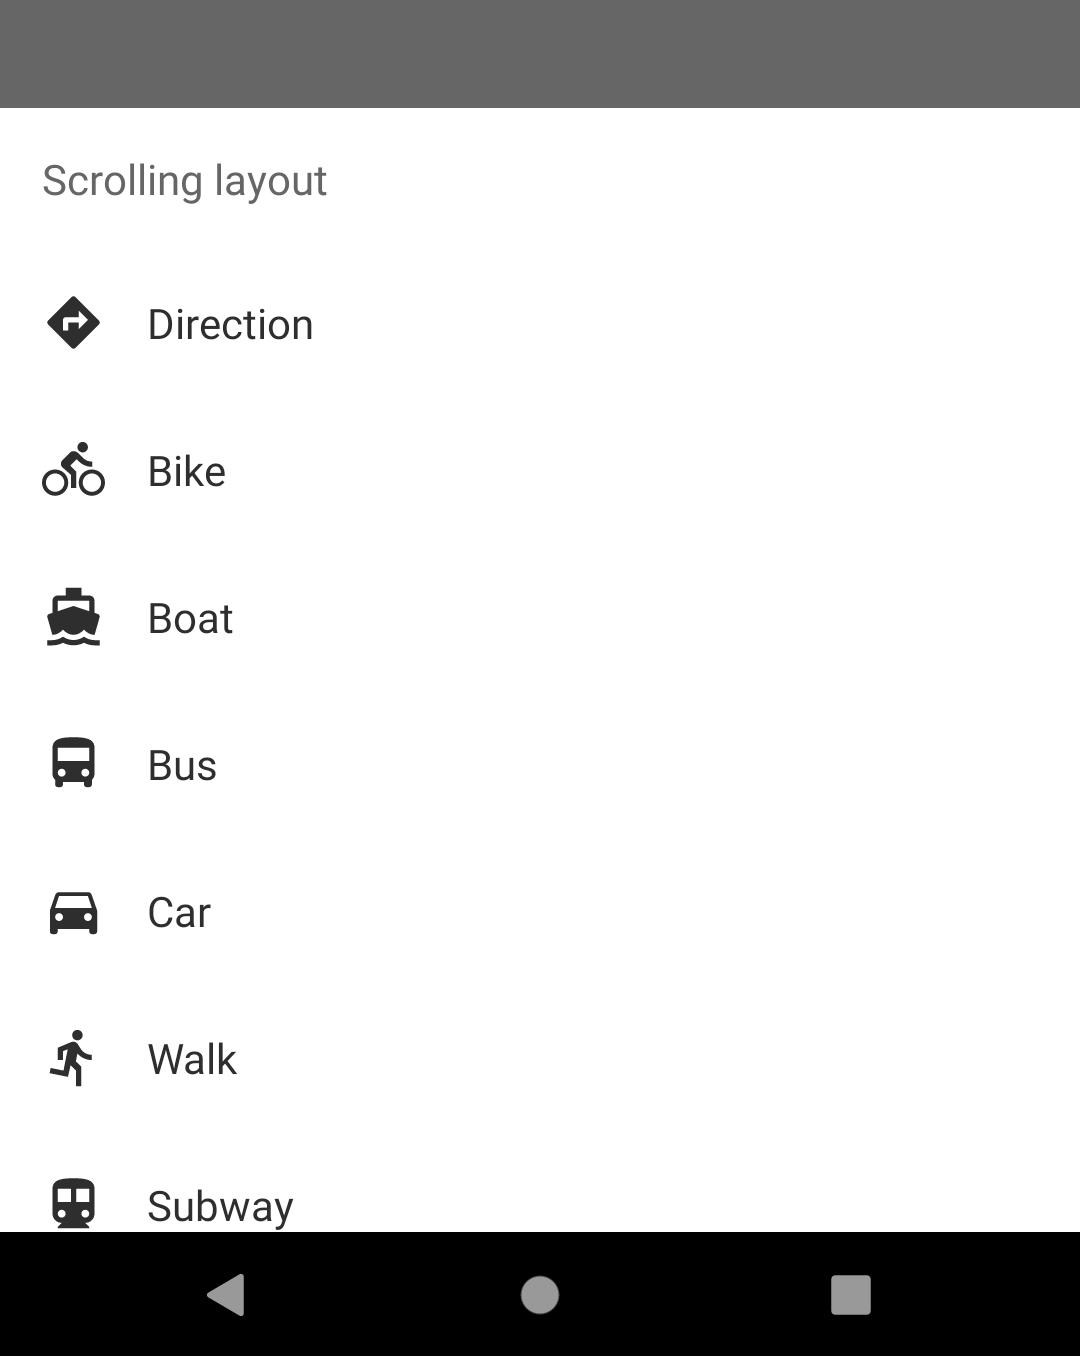 Scrolling layout
Direction
Bike
Boat
Bus
Car
Walk
Subway